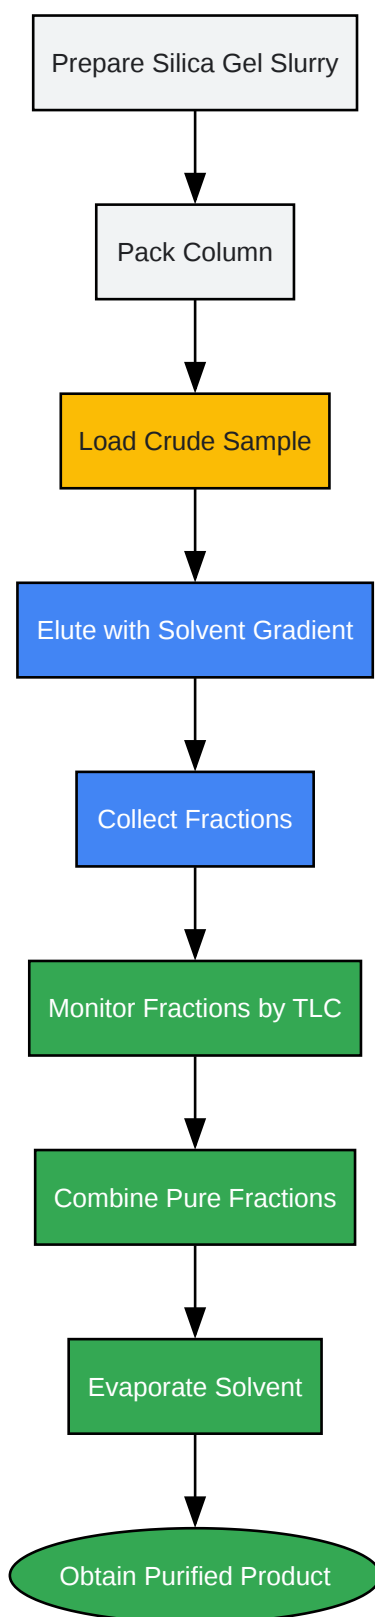 Prepare Silica Gel Slurry
Pack Column
Load Crude Sample
Elute with Solvent Gradient
Collect Fractions
Monitor Fractions by TLC
Combine Pure Fractions
Evaporate Solvent
Obtain Purified Product